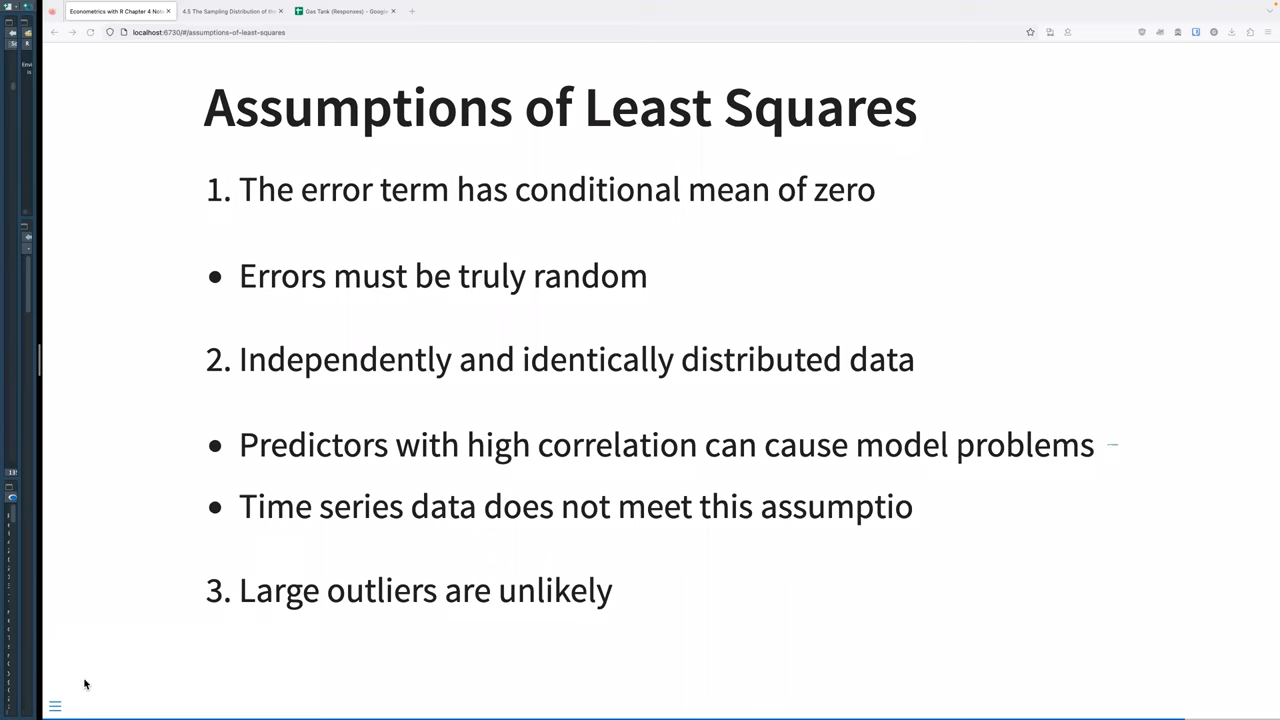 Econometrics with R Chapter 4 Not
4.5 The Sampling Distribution of the
Gas Tank (Responses) - Google
localhost:6730/#/assumptions-of-least-squares
Assumptions of Least Squares
1. The error term has conditional mean of zero
• Errors must be truly random
2. Independently and identically distributed data
• Predictors with high correlation can cause model problems
• Time series data does not meet this assumptio
3. Large outliers are unlikely